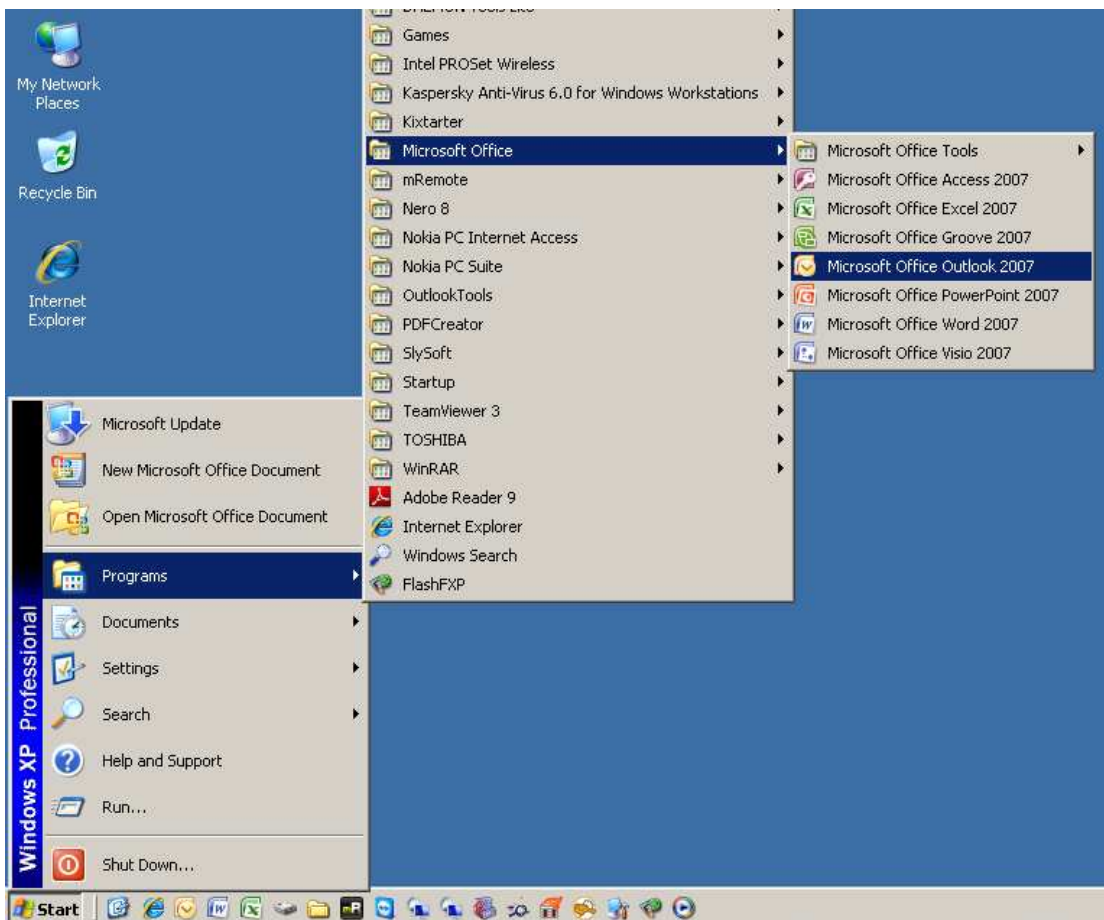 My Network
Places
Recycle Bin
Internet
Explorer
Games
Intel PROSet Wireless
Kaspersky Anti-Virus 6.0 for Windows Workstations
Kixtarter
Microsoft Office
mRemote
Nero 8
Nokia PC Internet Access
Nokia PC Suite
OutlookTools
PDFCreator
SlySoft
Startup
TeamViewer 3
TOSHIBA
WinRAR
Adobe Reader 9
Internet Explorer
Windows Search
FlashFXP
Microsoft Office Tools
Microsoft Office Access 2007
Microsoft Office Excel 2007
Microsoft Office Groove 2007
Microsoft Office Outlook 2007
Microsoft Office PowerPoint 2007
Microsoft Office Word 2007
Microsoft Office Visio 2007
Windows XP Professional
Microsoft Update
New Microsoft Office Document
Open Microsoft Office Document
Programs
Documents
Settings
Search
Help and Support
Run...
Shut Down...
Start